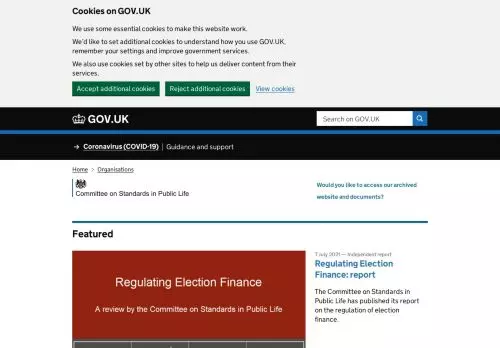 Cookies on GOV.UK
We use some essential cookies to make this website work.
We'd like to set additional cookies to understand how you use GOV.UK,
remember your settings and improve government services.
We also use cookies set by other sites to help us deliver content from their
services.
Accept additional cookies Reject additional cookies View cookies
GOV.UK Search on GOV.UK
→ Coronavirus (COVID-19) Guidance and support
Home > Organisations
Committee on Standards in Public Life
Would you like to access our archived
website and documents?
Featured
Regulating Election Finance
A review by the Committee on Standards in Public Life
7 July 2021 — Independent report
Regulating Election
Finance: report
The Committee on Standards in
Public Life has published its report
on the regulation of election
finance.